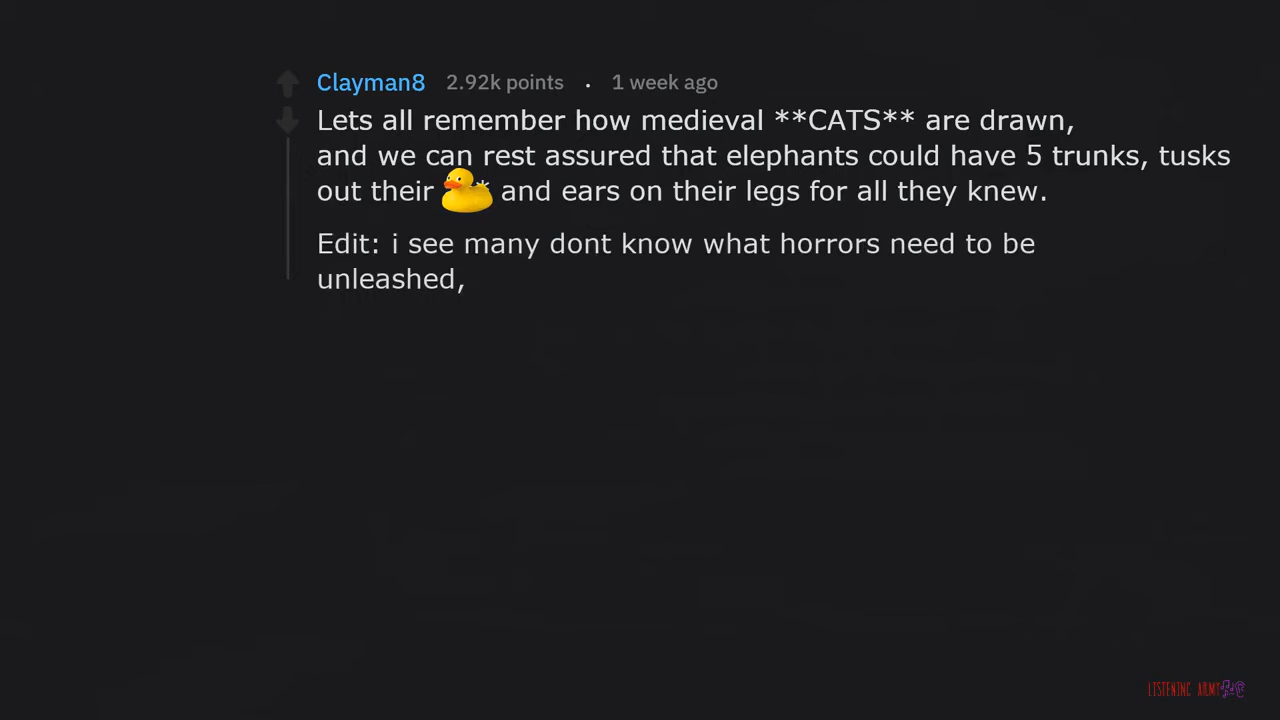 Clayman8 2.92k points . 1 week ago
Lets all remember how medieval **CATS** are drawn,
and we can rest assured that elephants could have 5 trunks, tusks
out their * and ears on their legs for all they knew.
Edit: i see many dont know what horrors need to be
unleashed,
LISTENING ARMY